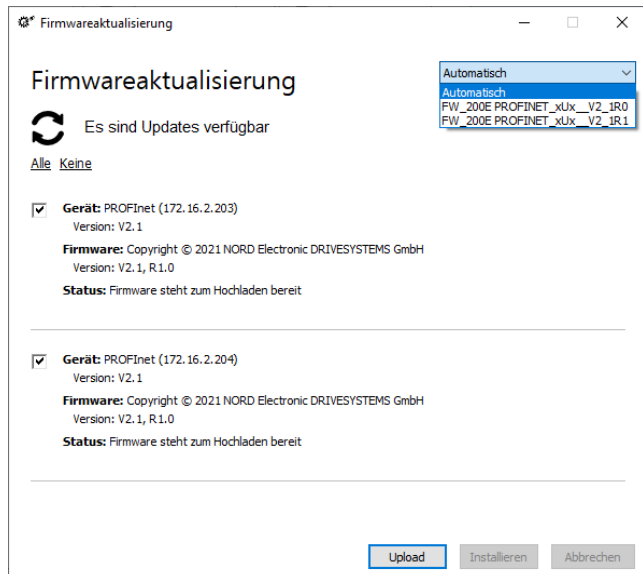 Firmwareaktualisierung
Firmwareaktualisierung
Automatisch
Automatisch
FW_200E PROFINET_xUx__V2_1R0
FW_200E PROFINET_xUx__V2_1R1
Es sind Updates verfügbar
Alle Keine
Gerät: PROFInet (172.16.2.203)
Version: V2.1
Firmware: Copyright © 2021 NORD Electronic DRIVESYSTEMS GmbH
Version: V2.1, R1.0
Status: Firmware steht zum Hochladen bereit
Gerät: PROFInet (172.16.2.204)
Version: V2.1
Firmware: Copyright © 2021 NORD Electronic DRIVESYSTEMS GmbH
Version: V2.1, R1.0
Status: Firmware steht zum Hochladen bereit
Upload Installieren Abbrechen